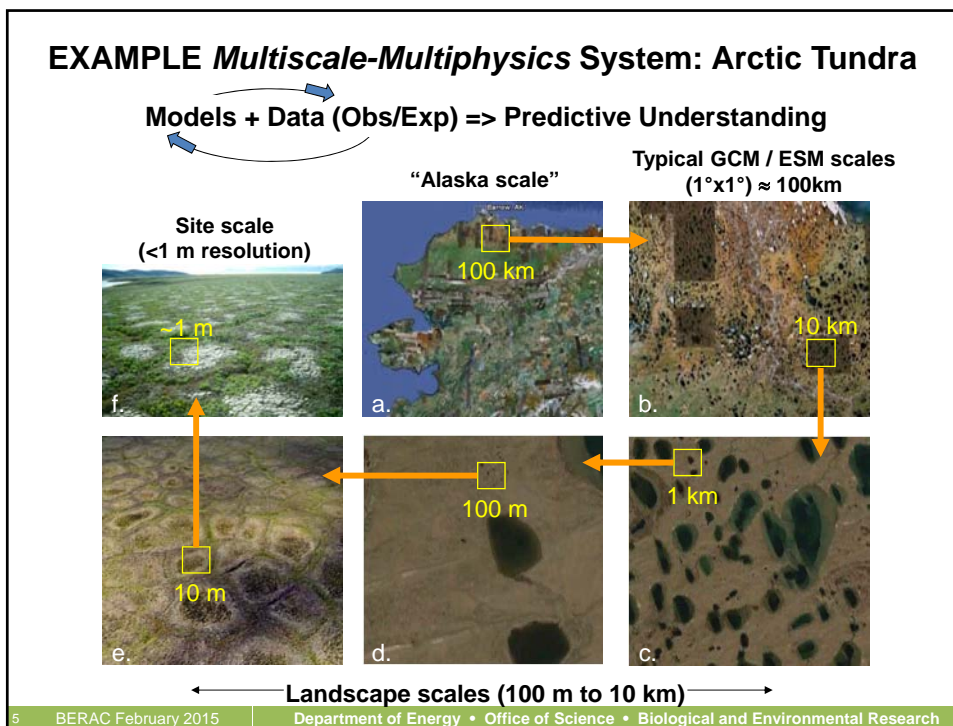 EXAMPLE Multiscale-Multiphysics System: Arctic Tundra
Models + Data (Obs/Exp) => Predictive Understanding
Site scale
(<1 m resolution)
“Alaska scale”
Typical GCM / ESM scales
(1°x1°) ≈ 100km
~1 m
f.
Barrow, AK
100 km
a.
10 km
b.
10 m
e.
100 m
d.
1 km
c.
Landscape scales (100 m to 10 km)
5 BERAC February 2015 Department of Energy • Office of Science • Biological and Environmental Research